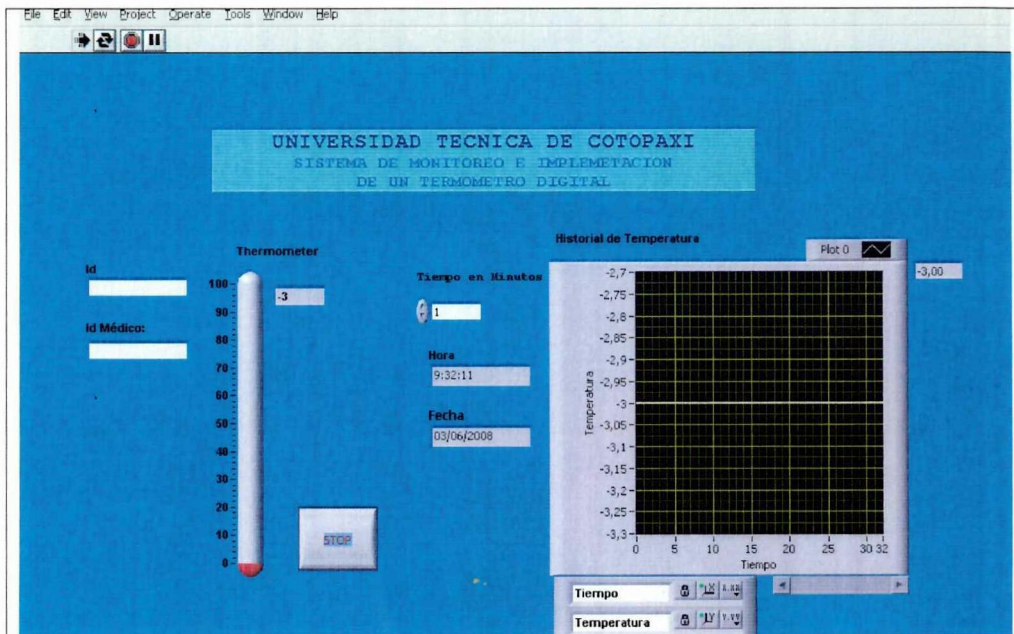 File Edit View Project Operate Tools Window Help
UNIVERSIDAD TECNICA DE COTOPAXI
SISTEMA DE MONITOREO E IMPLEMETACION
DE UN TERMOMETRO DIGITAL
Id
Id Médico:
Thermometer
100
90
80
70
60
50
40
30
20
10
0
-3
STOP
Tiempo en Minutos
1
Hora
9:32:11
Fecha
03/06/2008
Historial de Temperatura
Plot 0
-3,00
Temperatura
-2,7
-2,75
-2,8
-2,85
-2,9
-2,95
-3
-3,05
-3,1
-3,15
-3,2
-3,25
-3,3
0 5 10 15 20 25 30 32
Tiempo
Tiempo
X.XX
Temperatura
Y.YY